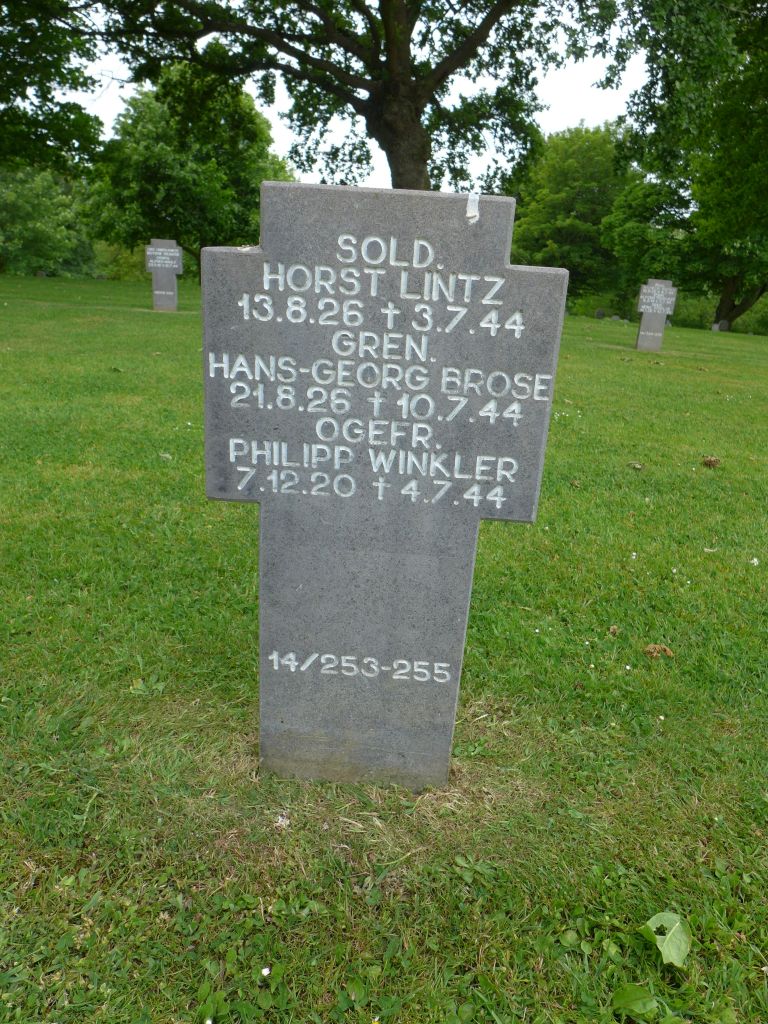 SOLD.
HORST LINTZ
13.8.26 † 3.7.44
GREN.
HANS-GEORG BROSE
21.8.26 † 10.7.44
OGEFR.
PHILIPP WINKLER
7.12.20 † 4.7.44
14/253-255